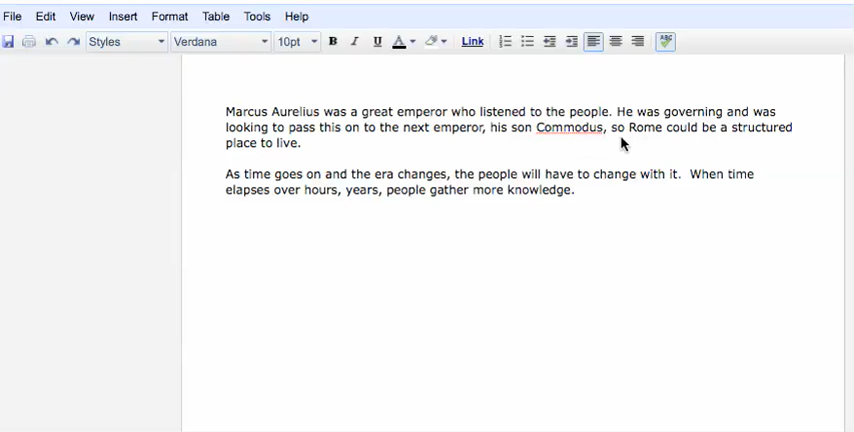 File Edit View Insert Format Table Tools Help
Styles Verdana 10pt B I U A Link ABC
Marcus Aurelius was a great emperor who listened to the people. He was governing and was
looking to pass this on to the next emperor, his son Commodus, so Rome could be a structured
place to live.
As time goes on and the era changes, the people will have to change with it. When time
elapses over hours, years, people gather more knowledge.